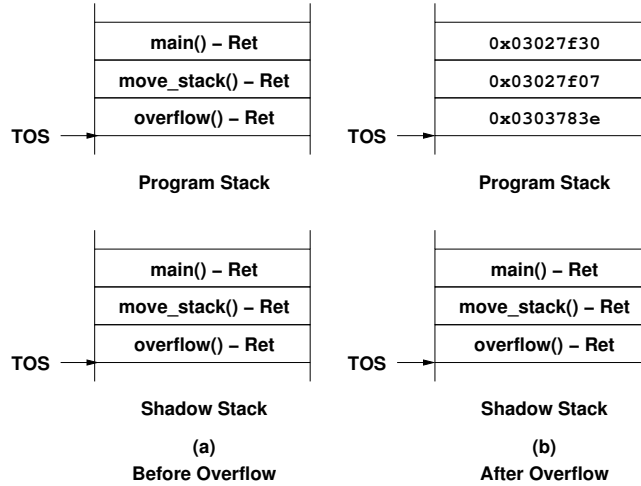 main() – Ret
move_stack() – Ret
overflow() – Ret
TOS
Program Stack
0x03027f30
0x03027f07
0x0303783e
TOS
Program Stack
main() – Ret
move_stack() – Ret
overflow() – Ret
TOS
Shadow Stack
(a)
Before Overflow
main() – Ret
move_stack() – Ret
overflow() – Ret
TOS
Shadow Stack
(b)
After Overflow